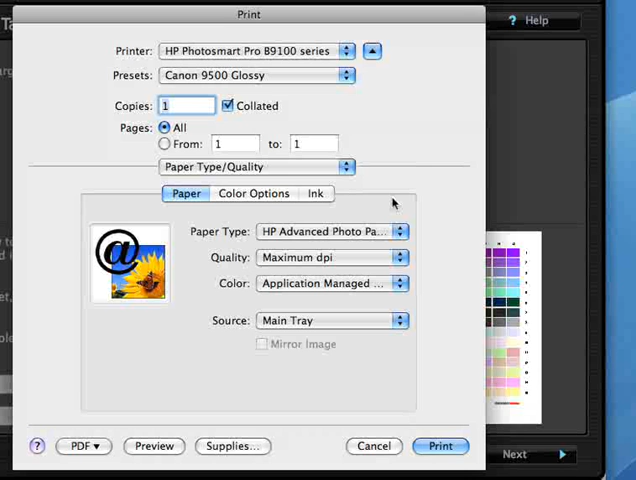 Print
Ta
? Help
Printer: HP Photosmart Pro B9100 series
Presets: Canon 9500 Glossy
Copies: 1 Collated
Pages: All
From: 1 to: 1
Paper Type/Quality
Paper Color Options Ink
Paper Type: HP Advanced Photo Pa...
@
Quality: Maximum dpi
Color: Application Managed ...
Source: Main Tray
Mirror Image
? PDF Preview Supplies... Cancel Print
Next